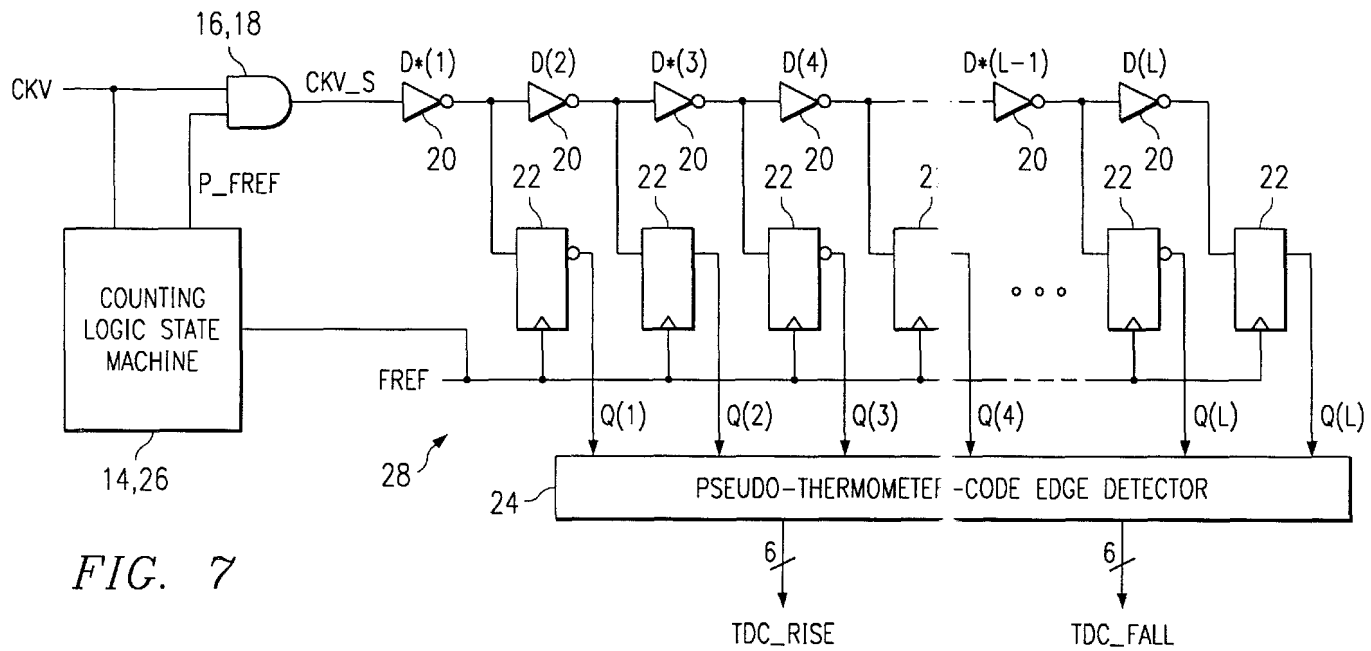 16,18
CKV
CKV_S
D*(1)
D(2)
D*(3)
D(4)
D*(L-1)
D(L)
20
20
20
20
20
20
P_FREF
22
22
22
22
22
COUNTING
LOGIC STATE
MACHINE
FREF
Q(1)
Q(2)
Q(3)
Q(4)
Q(L)
Q(L)
14,26
28
24
PSEUDO-THERMOMETER-CODE EDGE DETECTOR
6
6
TDC_RISE
TDC_FALL
FIG. 7